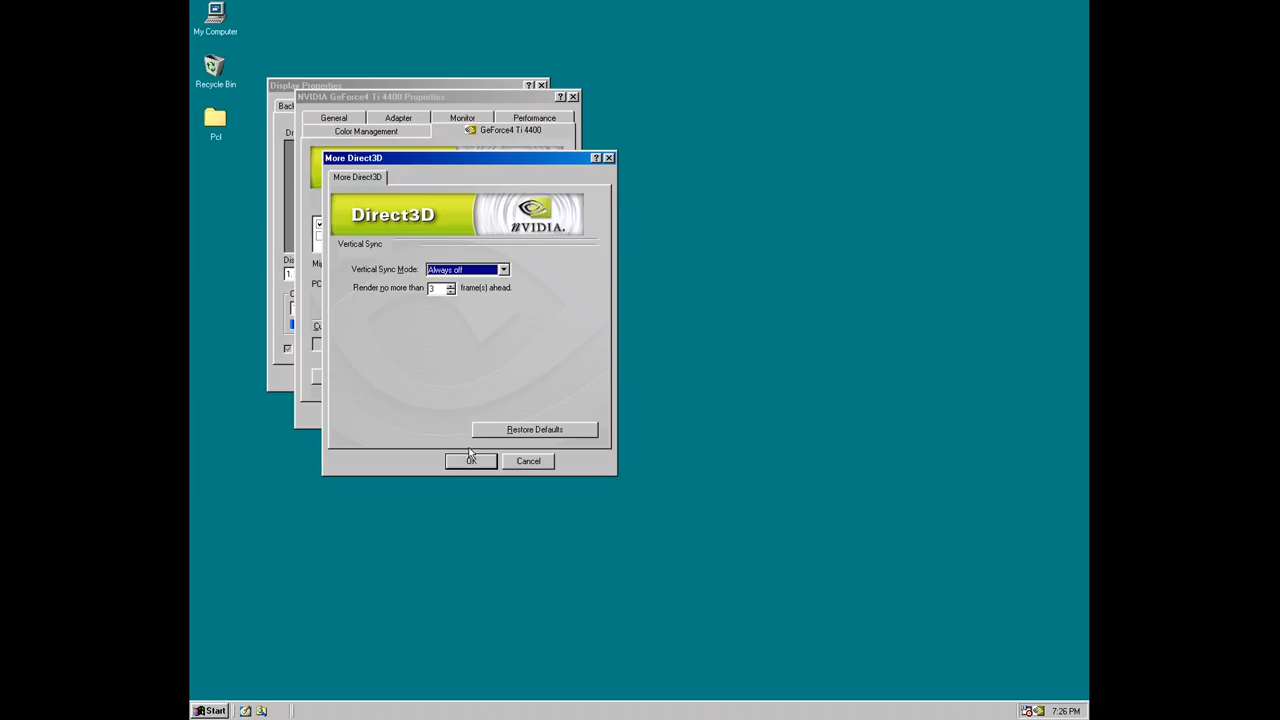 My Computer
Recycle Bin
PcI
Display Properties
Bac
NVIDIA GeForce4 Ti 4400 Properties
General
Adapter
Monitor
Performance
Color Management
GeForce4 Ti 4400
More Direct3D
More Direct3D
Direct3D
nVIDIA.
Vertical Sync
Vertical Sync Mode: Always off
Render no more than 3 frame(s) ahead.
Restore Defaults
OK
Cancel
Start
7:26 PM